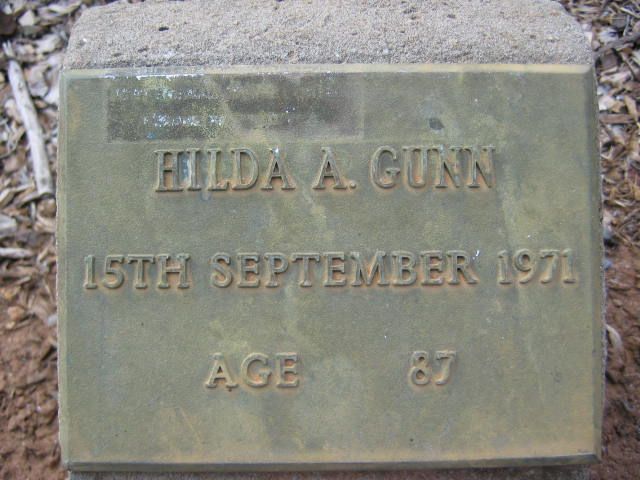 HILDA A. GUNN
15TH SEPTEMBER 1971
AGE 87